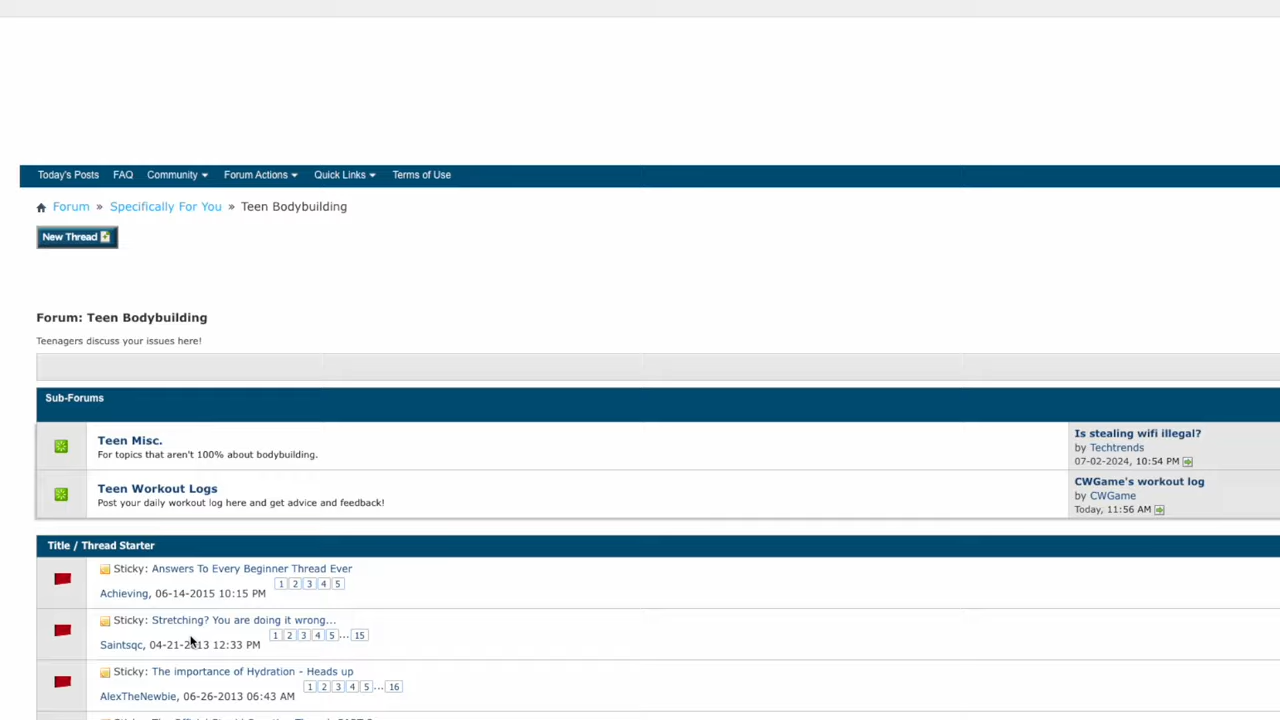 Today's Posts FAQ Community Forum Actions Quick Links Terms of Use
Forum » Specifically For You » Teen Bodybuilding
New Thread
Forum: Teen Bodybuilding
Teenagers discuss your issues here!
Sub-Forums
Teen Misc.
For topics that aren't 100% about bodybuilding.
Is stealing wifi illegal?
by Techtrends
07-02-2024, 10:54 PM
Teen Workout Logs
Post your daily workout log here and get advice and feedback!
CWGame's workout log
by CWGame
Today, 11:56 AM
Title / Thread Starter
Sticky: Answers To Every Beginner Thread Ever
1 2 3 4 5
Achieving, 06-14-2015 10:15 PM
Sticky: Stretching? You are doing it wrong...
1 2 3 4 5 ... 15
Saintsqc, 04-21-2013 12:33 PM
Sticky: The importance of Hydration - Heads up
1 2 3 4 5 ... 16
AlexTheNewbie, 06-26-2013 06:43 AM